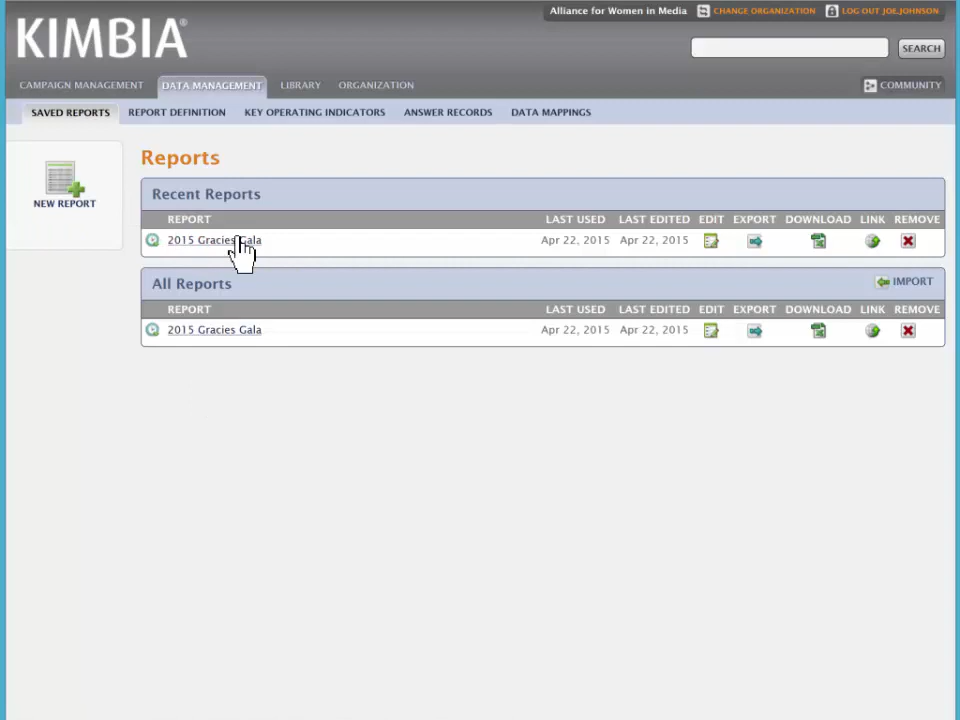 Alliance for Women in Media CHANGE ORGANIZATION LOG OUT JOE.JOHNSON
KIMBIA®
SEARCH
CAMPAIGN MANAGEMENT DATA MANAGEMENT LIBRARY ORGANIZATION COMMUNITY
SAVED REPORTS REPORT DEFINITION KEY OPERATING INDICATORS ANSWER RECORDS DATA MAPPINGS
Reports
NEW REPORT
Recent Reports
REPORT LAST USED LAST EDITED EDIT EXPORT DOWNLOAD LINK REMOVE
2015 Gracies Gala Apr 22, 2015 Apr 22, 2015
All Reports IMPORT
REPORT LAST USED LAST EDITED EDIT EXPORT DOWNLOAD LINK REMOVE
2015 Gracies Gala Apr 22, 2015 Apr 22, 2015